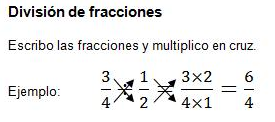 División de fracciones
Escribo las fracciones y multiplico en cruz.
Ejemplo: 3/4 × 1/2 = 3×2/4×1 = 6/4